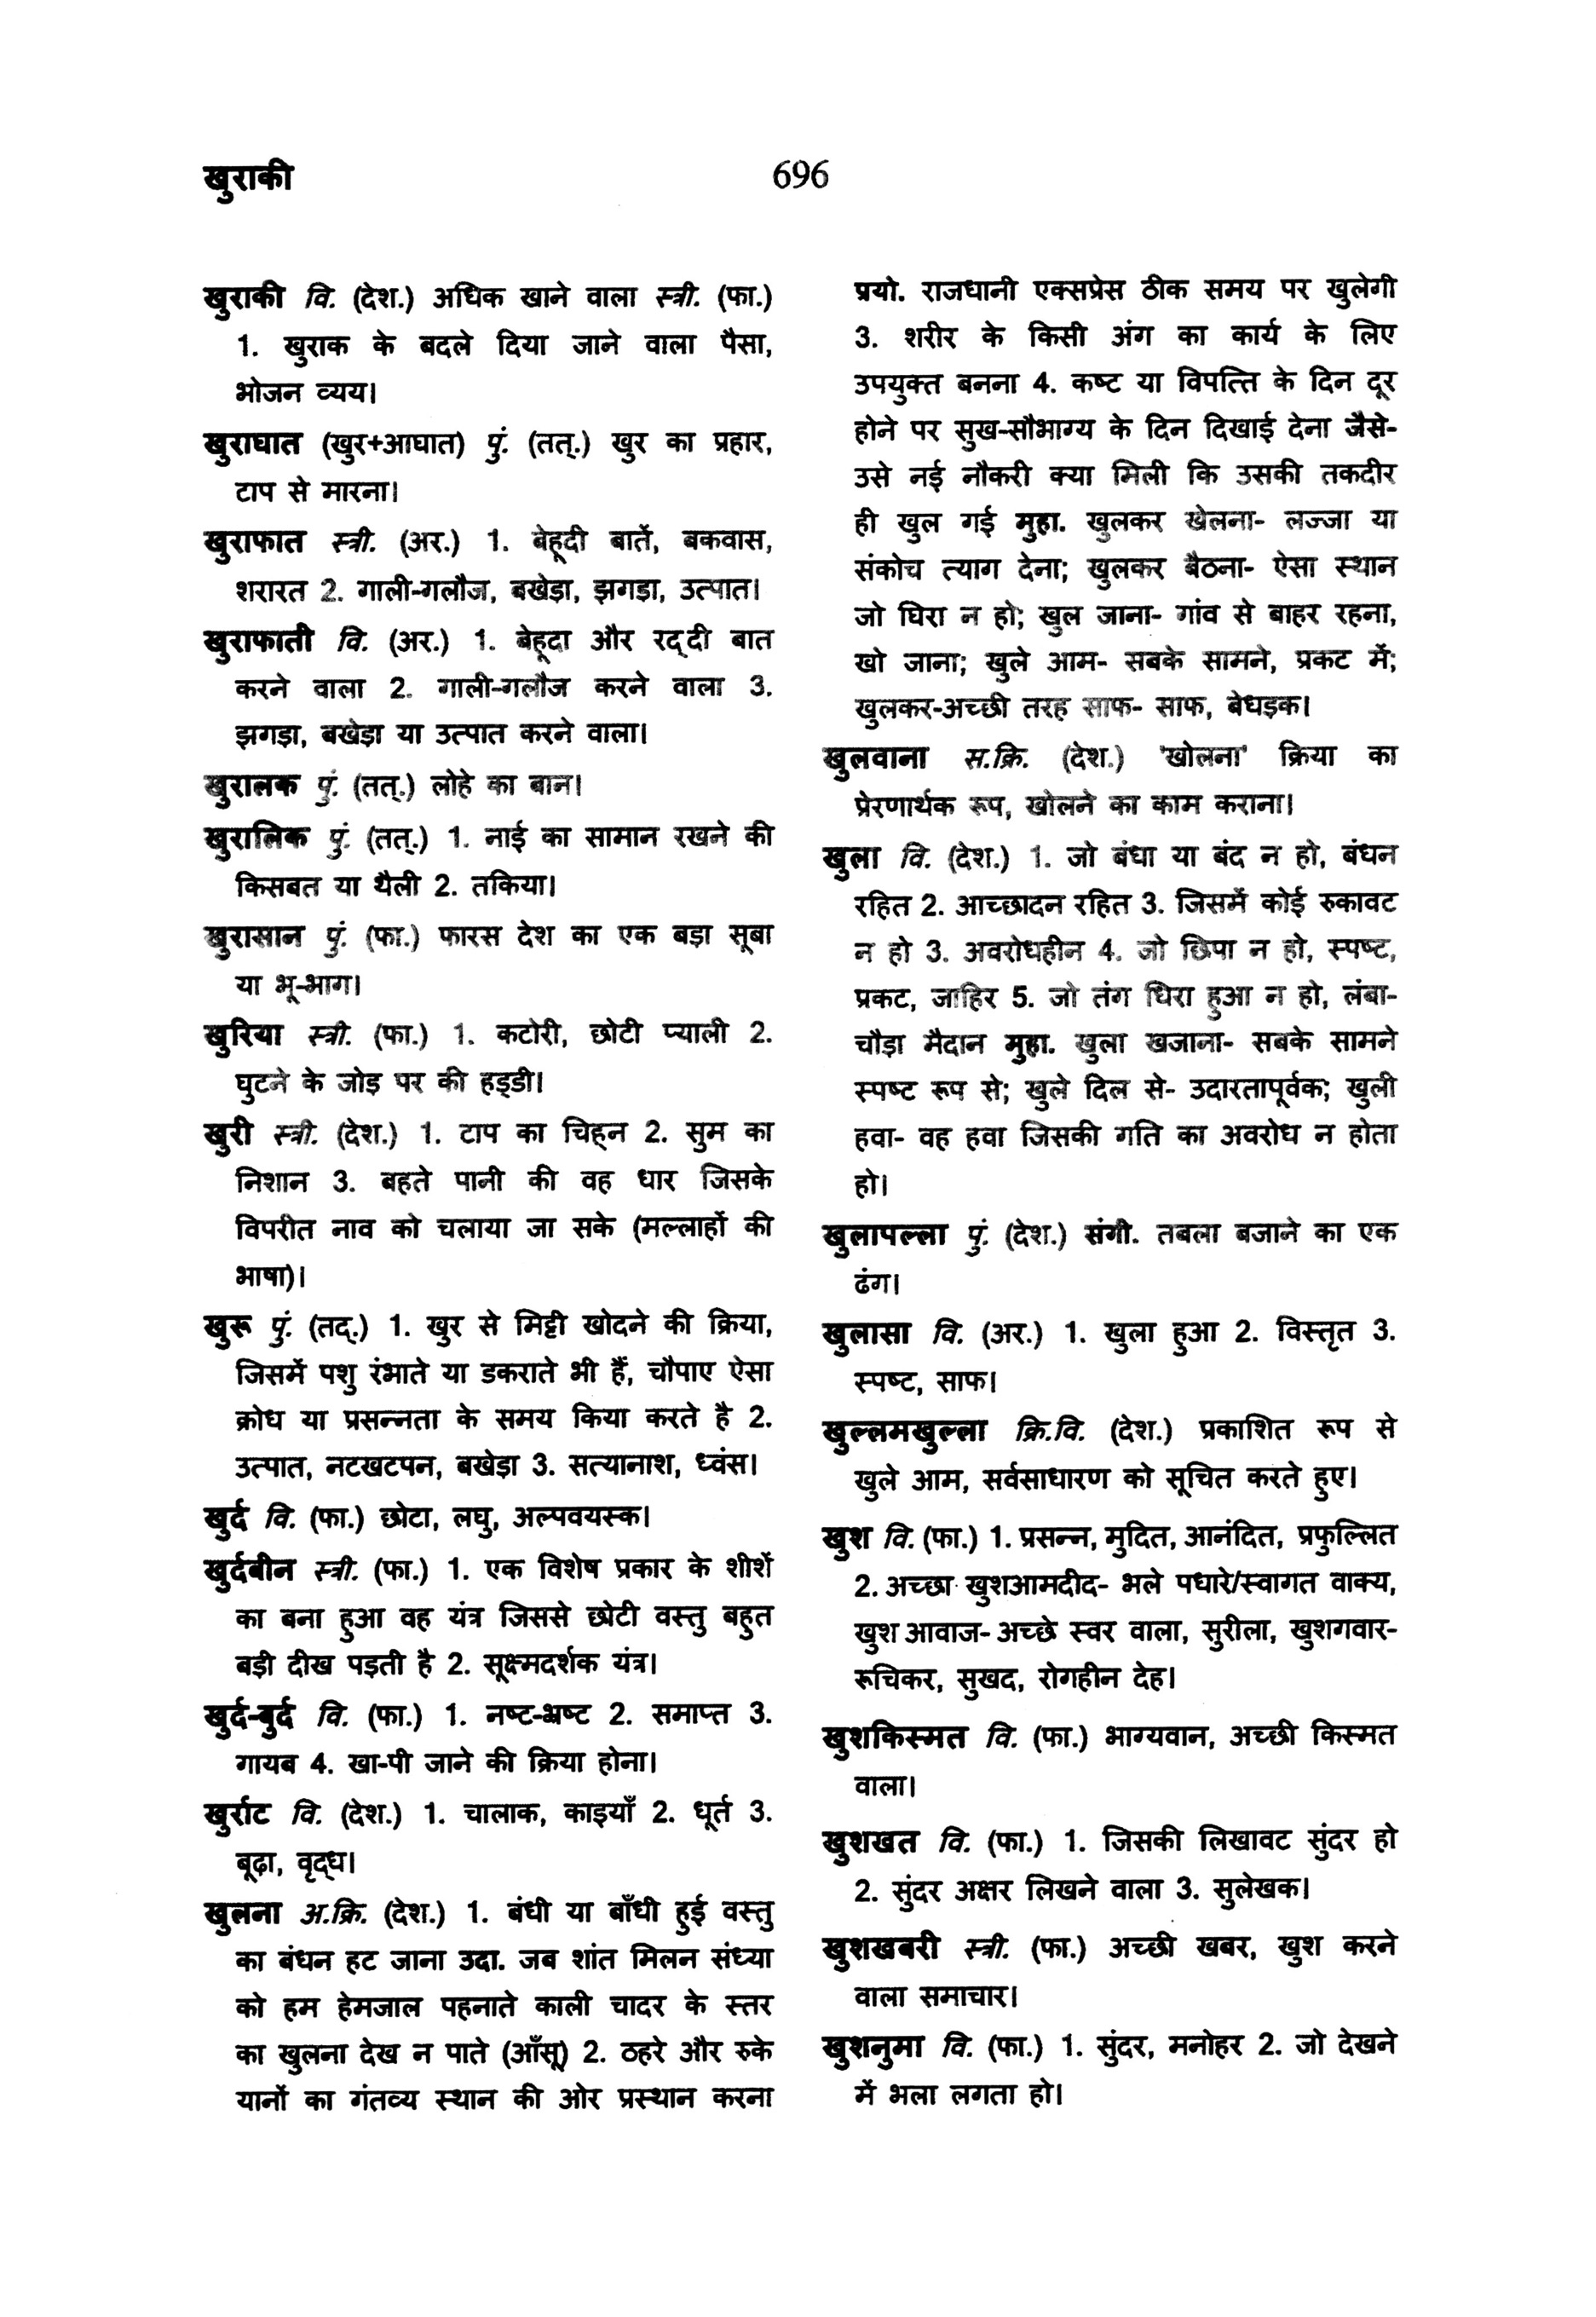 खुराकी
696
खुराकी वि. (देश.) अधिक खाने वाला स्त्री. (फा.)
1. खुराक के बदले दिया जाने वाला पैसा,
भोजन व्यय।
खुराघात (खुर+आघात) पुं. (तत्.) खुर का प्रहार,
टाप से मारना।
खुराफात स्त्री. (अर.) 1. बेहूदी बातें, बकवास,
शरारत 2. गाली-गलौज, बखेड़ा, झगड़ा, उत्पात।
खुराफाती वि. (अर.) 1. बेहूदा और रद्‌दी बात
करने वाला 2. गाली-गलौज करने वाला 3.
झगड़ा, बखेड़ा या उत्पात करने वाला।
खुरालक पुं. (तत्.) लोहे का बान।
खुरालिक पुं. (तत्.) 1. नाई का सामान रखने की
किसबत या थैली 2. तकिया।
खुरासान पुं. (फा.) फारस देश का एक बड़ा सूबा
या भू-भाग।
खुरिया स्त्री. (फा.) 1. कटोरी, छोटी प्याली 2.
घुटने के जोड़ पर की हड्‌डी।
खुरी स्त्री. (देश.) 1. टाप का चिह्‌न 2. सुम का
निशान 3. बहते पानी की वह धार जिसके
विपरीत नाव को चलाया जा सके (मल्लाहों की
भाषा)।
खुरू पुं. (तद्.) 1. खुर से मिट्टी खोदने की क्रिया,
जिसमें पशु रंभाते या डकराते भी हैं, चौपाए ऐसा
क्रोध या प्रसन्नता के समय किया करते है 2.
उत्पात, नटखटपन, बखेड़ा 3. सत्यानाश, ध्वंस।
खुर्द वि. (फा.) छोटा, लघु, अल्पवयस्क।
खुर्दबीन स्त्री. (फा.) 1. एक विशेष प्रकार के शीशें
का बना हुआ वह यंत्र जिससे छोटी वस्तु बहुत
बड़ी दीख पड़ती है 2. सूक्ष्मदर्शक यंत्र।
खुर्द-बुर्द वि. (फा.) 1. नष्ट-भ्रष्ट 2. समाप्त 3.
गायब 4. खा-पी जाने की क्रिया होना।
खुर्राट वि. (देश.) 1. चालाक, काइयाँ 2. धूर्त 3.
बूढ़ा, वृद्‌ध।
खुलना अ.क्रि. (देश.) 1. बंधी या बाँधी हुई वस्तु
का बंधन हट जाना उदा. जब शांत मिलन संध्या
को हम हेमजाल पहनाते काली चादर के स्तर
का खुलना देख न पाते (आँसू) 2. ठहरे और रुके
यानों का गंतव्य स्थान की ओर प्रस्थान करना
प्रयो. राजधानी एक्सप्रेस ठीक समय पर खुलेगी
3. शरीर के किसी अंग का कार्य के लिए
उपयुक्त बनना 4. कष्ट या विपत्ति के दिन दूर
होने पर सुख-सौभाग्य के दिन दिखाई देना जैसे-
उसे नई नौकरी क्या मिली कि उसकी तकदीर
ही खुल गई मुहा. खुलकर खेलना- लज्जा या
संकोच त्याग देना; खुलकर बैठना- ऐसा स्थान
जो घिरा न हो; खुल जाना- गांव से बाहर रहना,
खो जाना; खुले आम- सबके सामने, प्रकट में;
खुलकर-अच्छी तरह साफ- साफ, बेधड़क।
खुलवाना स.क्रि. (देश.) 'खोलना' क्रिया का
प्रेरणार्थक रूप, खोलने का काम कराना।
खुला वि. (देश.) 1. जो बंधा या बंद न हो, बंधन
रहित 2. आच्छादन रहित 3. जिसमें कोई रुकावट
न हो 3. अवरोधहीन 4. जो छिपा न हो, स्पष्ट,
प्रकट, जाहिर 5. जो तंग घिरा हुआ न हो, लंबा-
चौड़ा मैदान मुहा. खुला खजाना- सबके सामने
स्पष्ट रूप से; खुले दिल से- उदारतापूर्वक; खुली
हवा- वह हवा जिसकी गति का अवरोध न होता
हो।
खुलापल्ला पुं. (देश.) संगी. तबला बजाने का एक
ढंग।
खुलासा वि. (अर.) 1. खुला हुआ 2. विस्तृत 3.
स्पष्ट, साफ।
खुल्लमखुल्ला क्रि.वि. (देश.) प्रकाशित रूप से
खुले आम, सर्वसाधारण को सूचित करते हुए।
खुश वि. (फा.) 1. प्रसन्न, मुदित, आनंदित, प्रफुल्लित
2. अच्छा खुशआमदीद- भले पधारे/स्वागत वाक्य,
खुश आवाज- अच्छे स्वर वाला, सुरीला, खुशगवार-
रूचिकर, सुखद, रोगहीन देह।
खुशकिस्मत वि. (फा.) भाग्यवान, अच्छी किस्मत
वाला।
खुशखत वि. (फा.) 1. जिसकी लिखावट सुंदर हो
2. सुंदर अक्षर लिखने वाला 3. सुलेखक।
खुशखबरी स्त्री. (फा.) अच्छी खबर, खुश करने
वाला समाचार।
खुशनुमा वि. (फा.) 1. सुंदर, मनोहर 2. जो देखने
में भला लगता हो।